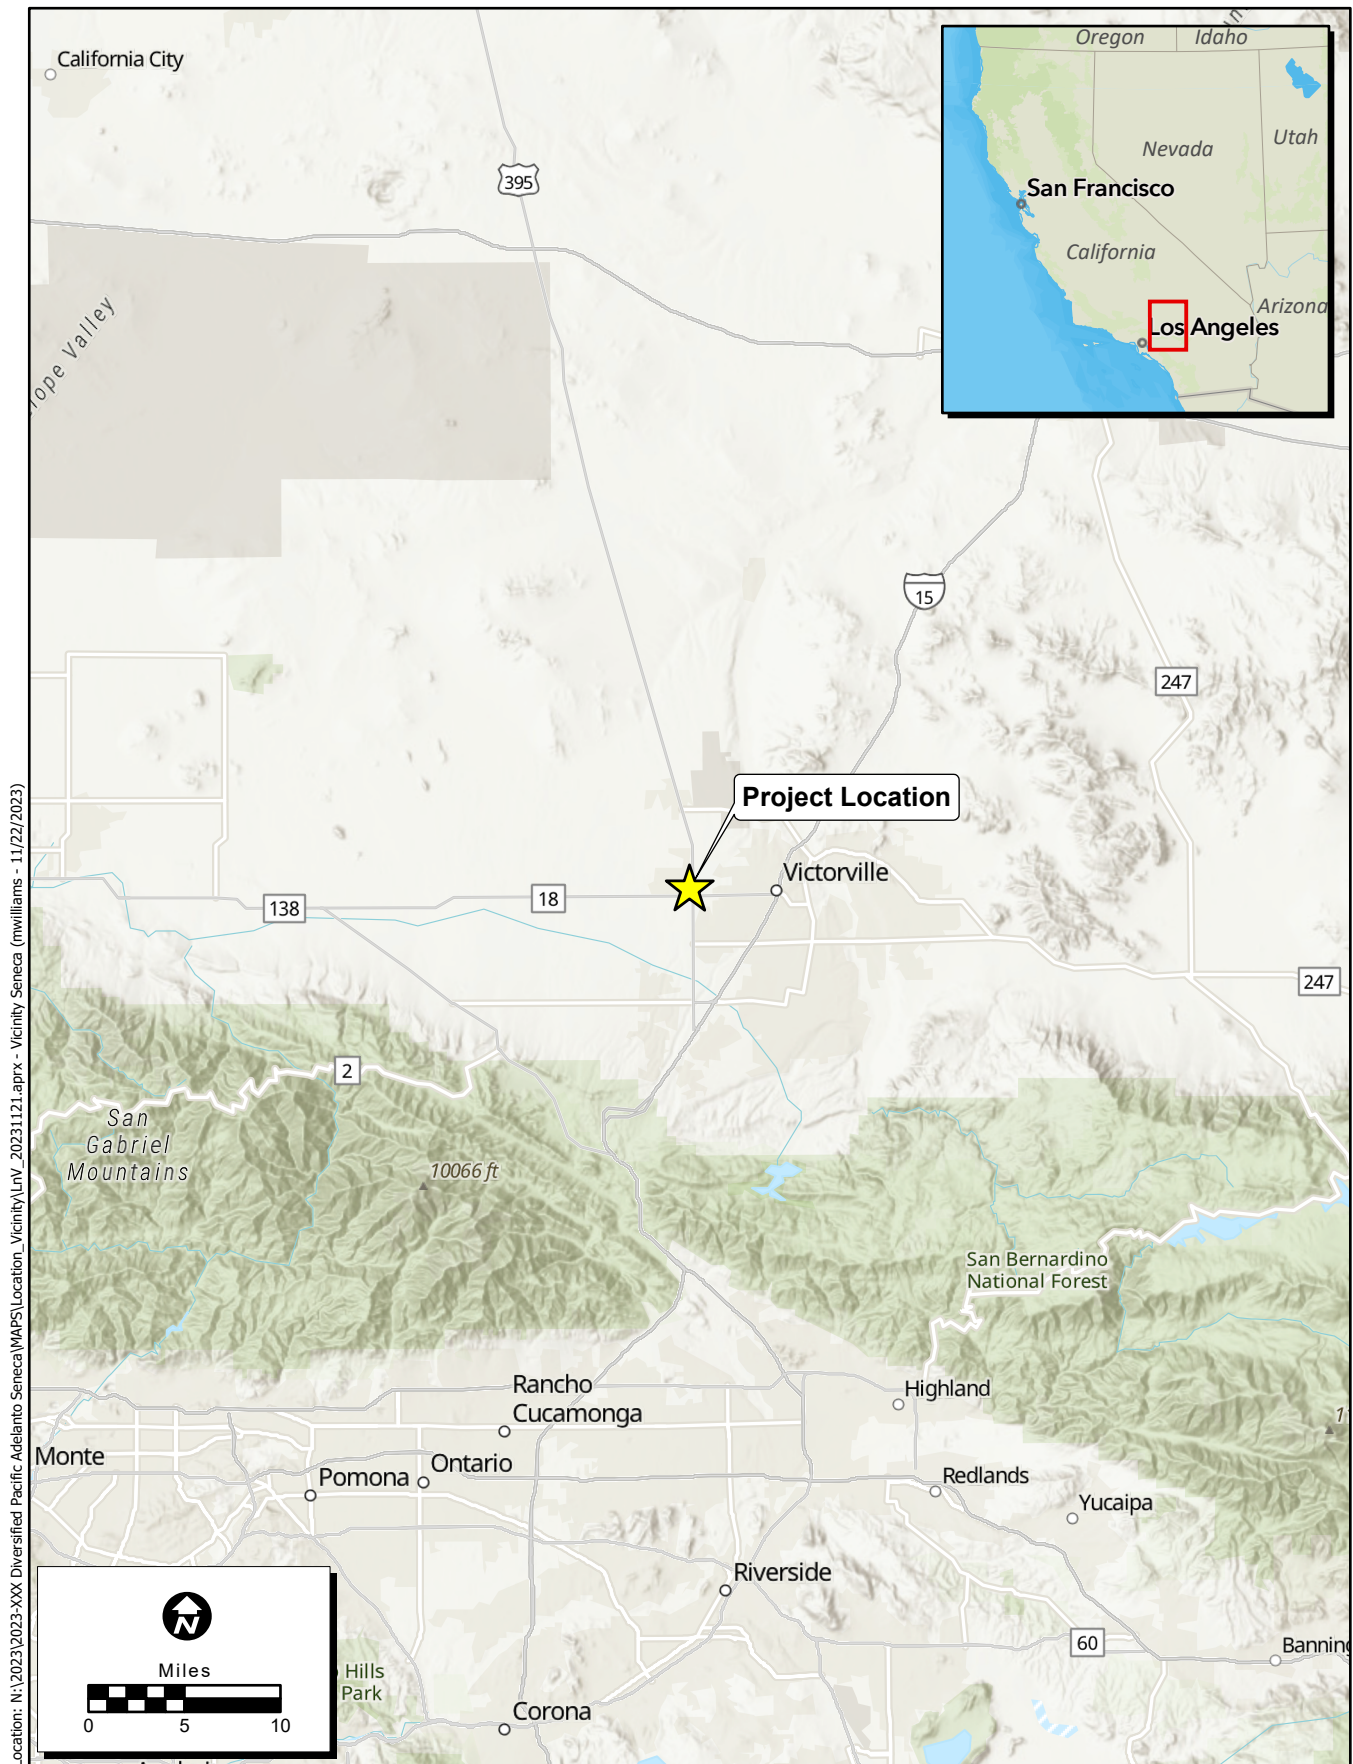 California City
Oregon
Idaho
Nevada
Utah
San Francisco
California
Arizona
Los Angeles
395
Valley
15
247
Project Location
Victorville
138
18
247
2
San
Gabriel
Mountains
10066 ft
San Bernardino
National Forest
Rancho
Cucamonga
Highland
Monte
Pomona
Ontario
Redlands
Yucaipa
Riverside
60
Banning
Hills
Park
Corona
N
Miles
0 5 10
Location: N:\2023\2023-XXX Diversified Pacific Adelanto Seneca\MAPS\Location_Vicinity\LnV_20231121.aprx - Vicinity Seneca (mwilliams - 11/22/2023)